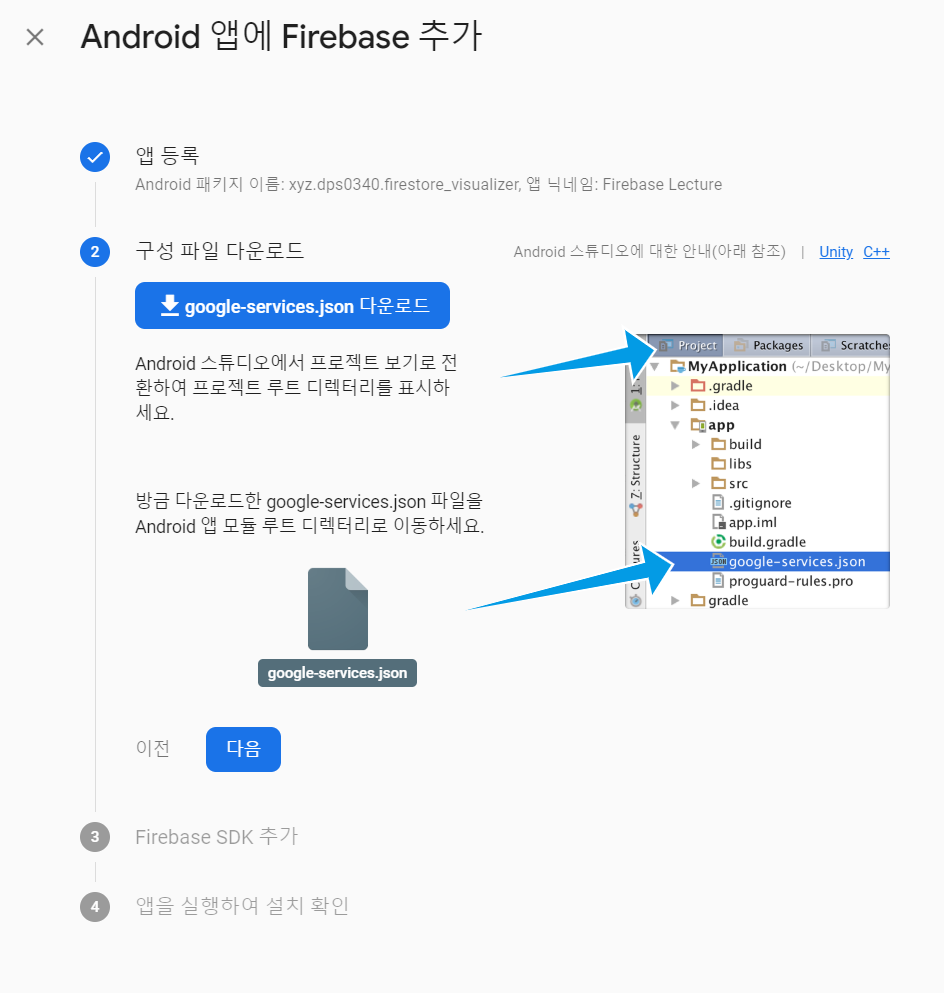 Android 앱에 Firebase 추가
앱 등록
Android 패키지 이름: xyz.dps0340.firestore_visualizer, 앱 닉네임: Firebase Lecture
2
구성 파일 다운로드
Android 스튜디오에 대한 안내(아래 참조) | Unity C++
google-services.json 다운로드
Android 스튜디오에서 프로젝트 보기로 전
환하여 프로젝트 루트 디렉터리를 표시하
세요.
방금 다운로드한 google-services.json 파일을
Android 앱 모듈 루트 디렉터리로 이동하세요.
google-services.json
Project Packages Scratches
MyApplication (~/Desktop/My
.gradle
.idea
app
build
libs
src
.gitignore
app.iml
build.gradle
google-services.json
proguard-rules.pro
gradle
1:
7: Structure
이전 다음
3 Firebase SDK 추가
4 앱을 실행하여 설치 확인